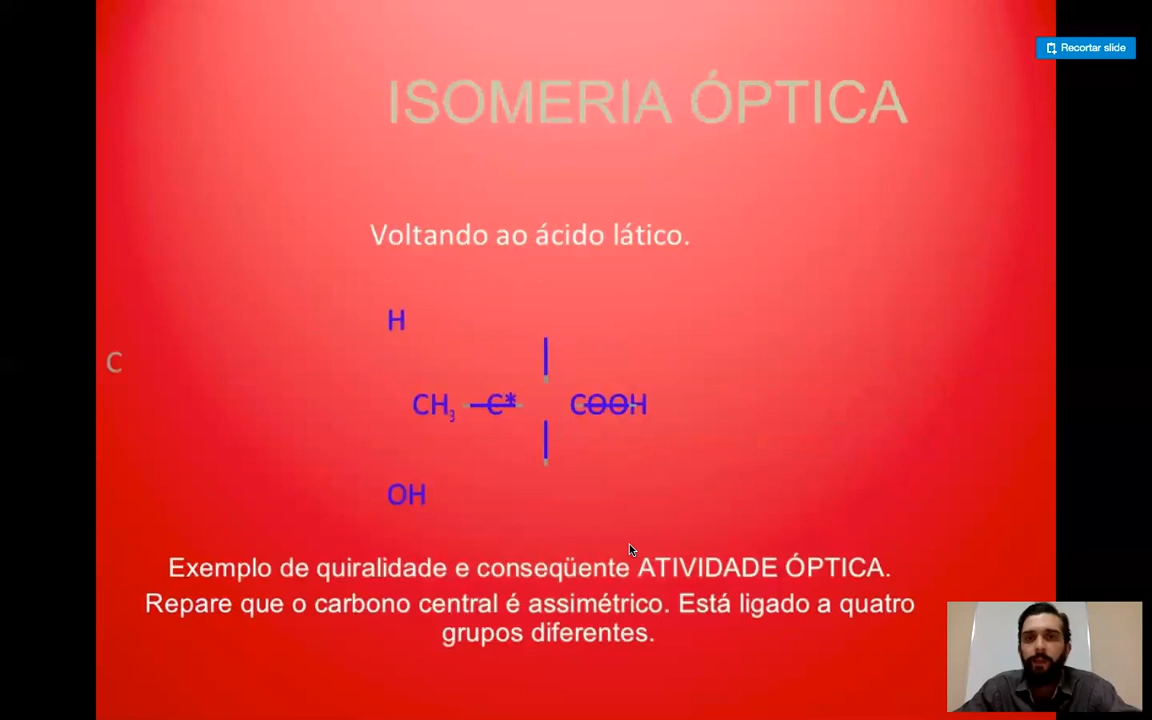 Recortar slide
ISOMERIA ÓPTICA
Voltando ao ácido lático.
H
C
CH₃ C* COOH
OH
Exemplo de quiralidade e conseqüente ATIVIDADE ÓPTICA.
Repare que o carbono central é assimétrico. Está ligado a quatro
grupos diferentes.